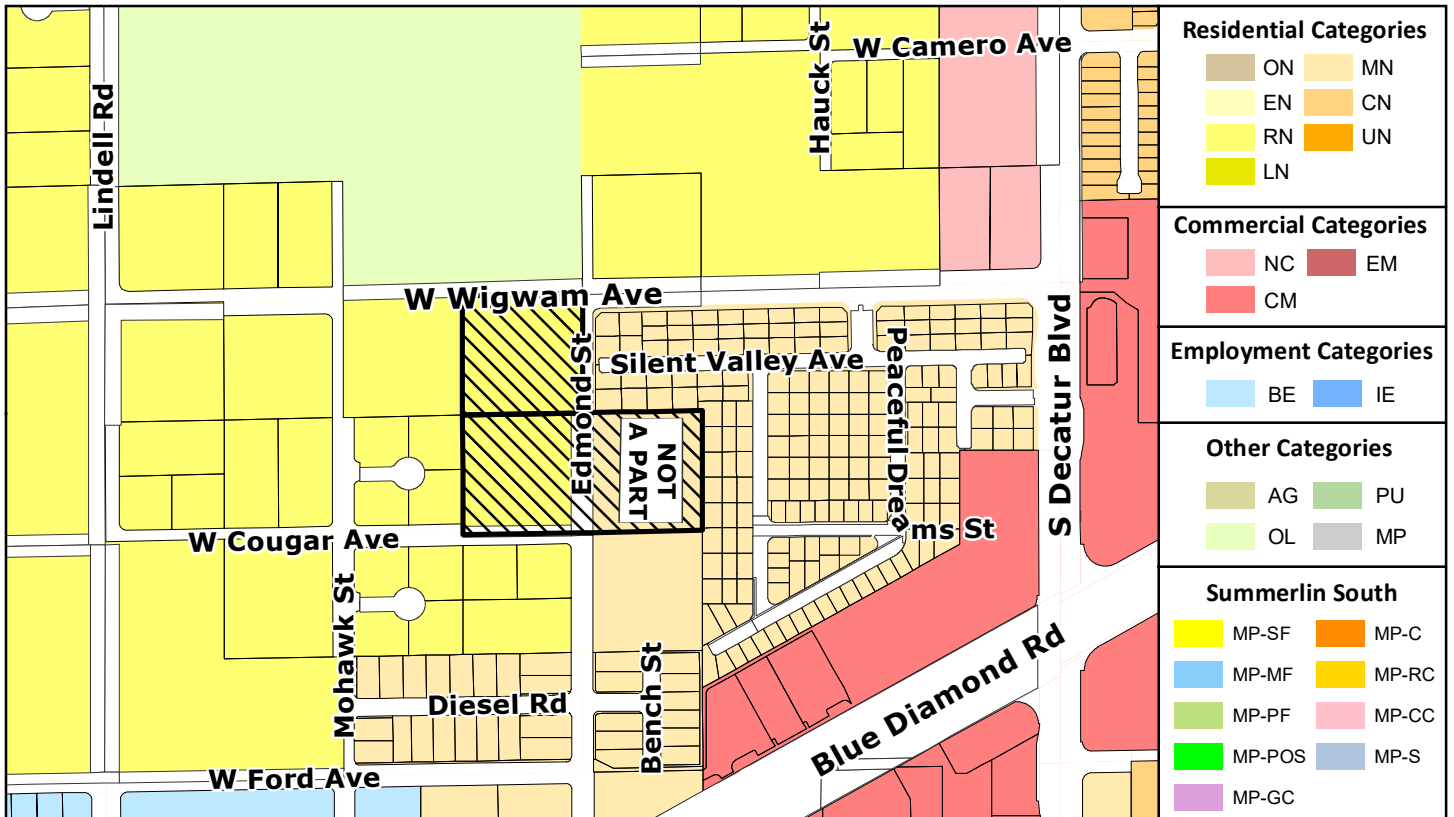 Lindell Rd
Hauck St
W Camero Ave
W Wigwam Ave
Edmond St
Silent Valley Ave
Peaceful Drea
ms St
S Decatur Blvd
NOT
A PART
W Cougar Ave
Mohawk St
Diesel Rd
Bench St
Blue Diamond Rd
W Ford Ave
Residential Categories
ON MN
EN CN
RN UN
LN
Commercial Categories
NC EM
CM
Employment Categories
BE IE
Other Categories
AG PU
OL MP
Summerlin South
MP-SF MP-C
MP-MF MP-RC
MP-PF MP-CC
MP-POS MP-S
MP-GC